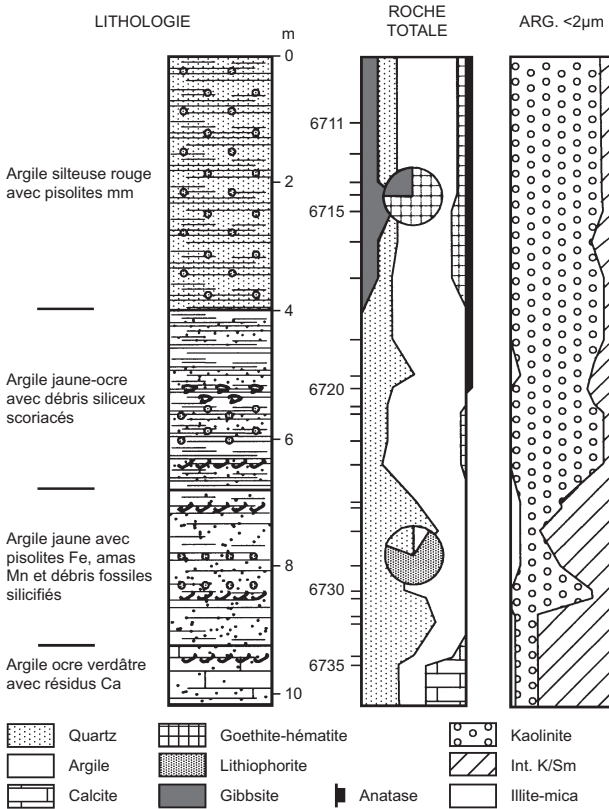 LITHOLOGIE
m
ROCHE
TOTALE
ARG. <2µm
0
2
4
6
8
10
Argile silteuse rouge
avec pisolites mm
Argile jaune-ocre
avec débris siliceux
scoriacés
Argile jaune avec
pisolites Fe, amas
Mn et débris fossiles
silicifiés
Argile ocre verdâtre
avec résidus Ca
6711
6715
6720
6730
6735
Quartz
Goethite-hématite
Kaolinite
Argile
Lithiophorite
Int. K/Sm
Calcite
Gibbsite
Anatase
Illite-mica